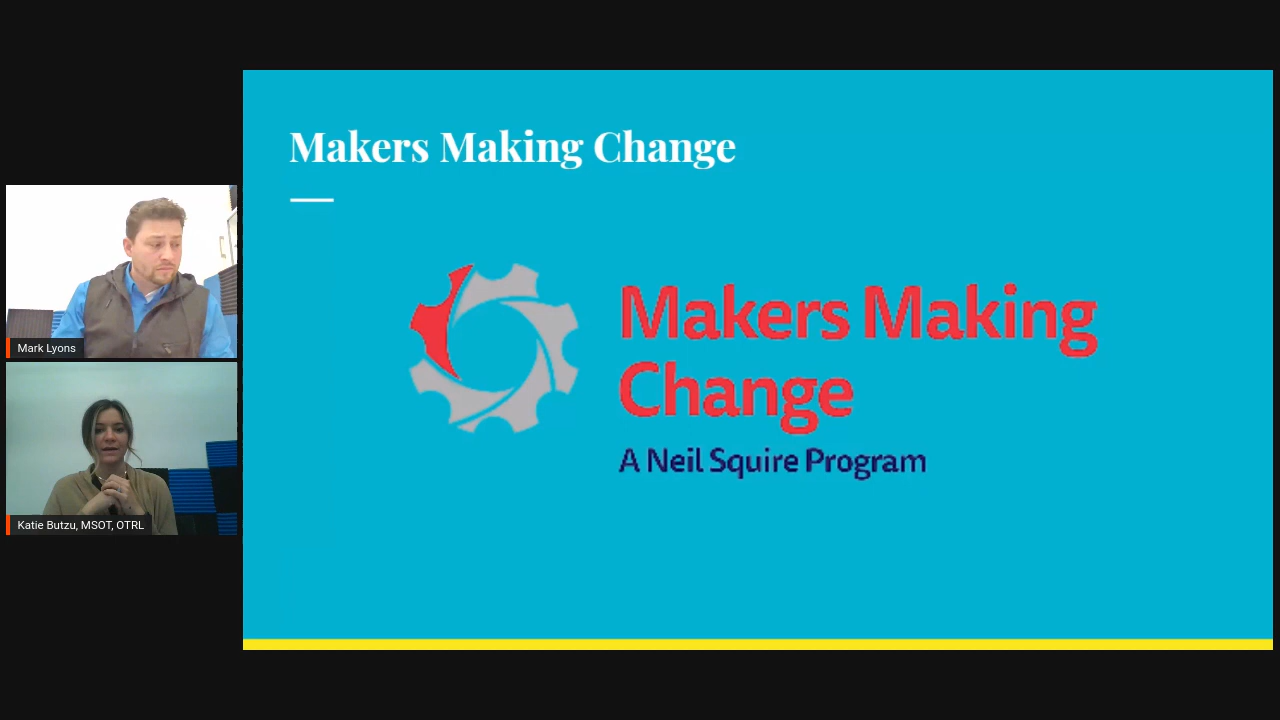 Makers Making Change
Makers Making
Change
A Neil Squire Program
Mark Lyons
Katie Butzu, MSOT, OTRL